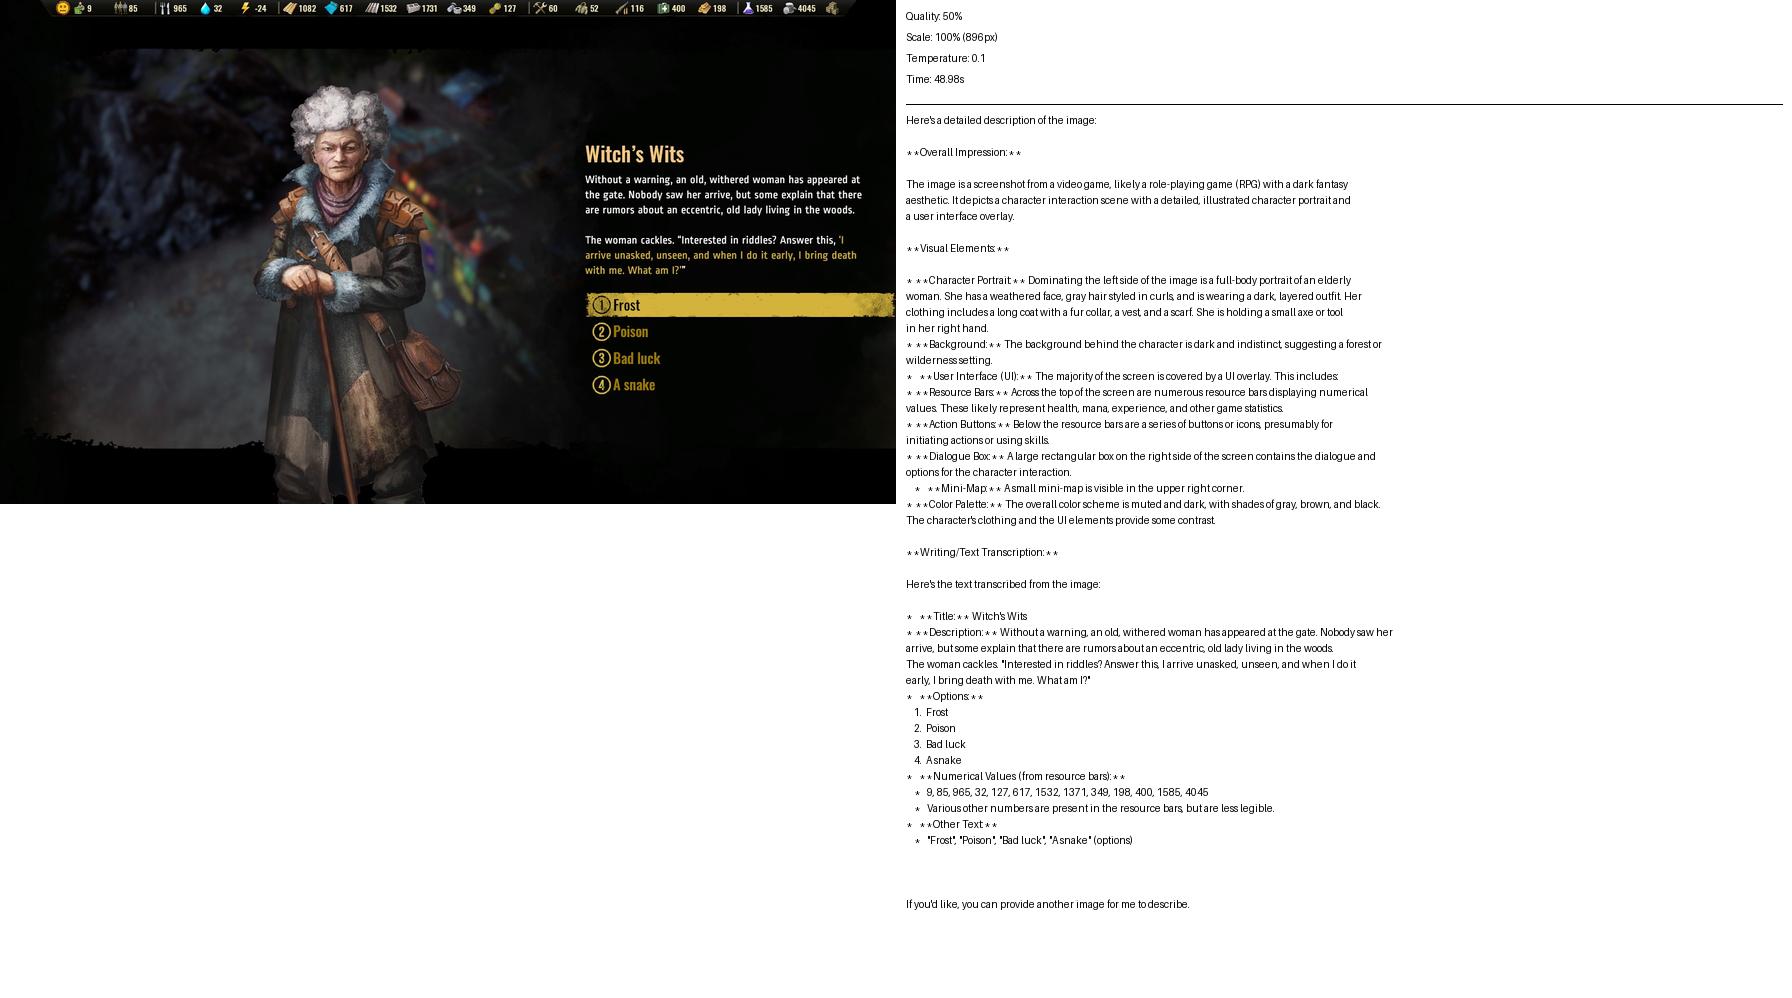 9 85 965 32 -24 1082 617 1532 1731 349 127 60 52 116 400 198 1585 4045
Witch's Wits
Without a warning, an old, withered woman has appeared at
the gate. Nobody saw her arrive, but some explain that there
are rumors about an eccentric, old lady living in the woods.
The woman cackles. "Interested in riddles? Answer this, 'I
arrive unasked, unseen, and when I do it early, I bring death
with me. What am I?'"
1 Frost
2 Poison
3 Bad luck
4 A snake
Quality: 50%
Scale: 100% (896px)
Temperature: 0.1
Time: 48.98s
Here's a detailed description of the image:
**Overall Impression:**
The image is a screenshot from a video game, likely a role-playing game (RPG) with a dark fantasy
aesthetic. It depicts a character interaction scene with a detailed, illustrated character portrait and
a user interface overlay.
**Visual Elements:**
* **Character Portrait:** Dominating the left side of the image is a full-body portrait of an elderly
woman. She has a weathered face, gray hair styled in curls, and is wearing a dark, layered outfit. Her
clothing includes a long coat with a fur collar, a vest, and a scarf. She is holding a small axe or tool
in her right hand.
* **Background:** The background behind the character is dark and indistinct, suggesting a forest or
wilderness setting.
* **User Interface (UI):** The majority of the screen is covered by a UI overlay. This includes:
* **Resource Bars:** Across the top of the screen are numerous resource bars displaying numerical
values. These likely represent health, mana, experience, and other game statistics.
* **Action Buttons:** Below the resource bars are a series of buttons or icons, presumably for
initiating actions or using skills.
* **Dialogue Box:** A large rectangular box on the right side of the screen contains the dialogue and
options for the character interaction.
* **Mini-Map:** A small mini-map is visible in the upper right corner.
* **Color Palette:** The overall color scheme is muted and dark, with shades of gray, brown, and black.
The character's clothing and the UI elements provide some contrast.
**Writing/Text Transcription:**
Here's the text transcribed from the image:
* **Title:** Witch's Wits
* **Description:** Without a warning, an old, withered woman has appeared at the gate. Nobody saw her
arrive, but some explain that there are rumors about an eccentric, old lady living in the woods.
The woman cackles. "Interested in riddles? Answer this, I arrive unasked, unseen, and when I do it
early, I bring death with me. What am I?"
* **Options:**
1. Frost
2. Poison
3. Bad luck
4. A snake
* **Numerical Values (from resource bars):**
* 9, 85, 965, 32, 127, 617, 1532, 1371, 349, 198, 400, 1585, 4045
* Various other numbers are present in the resource bars, but are less legible.
* **Other Text:**
* "Frost", "Poison", "Bad luck", "A snake" (options)
If you'd like, you can provide another image for me to describe.